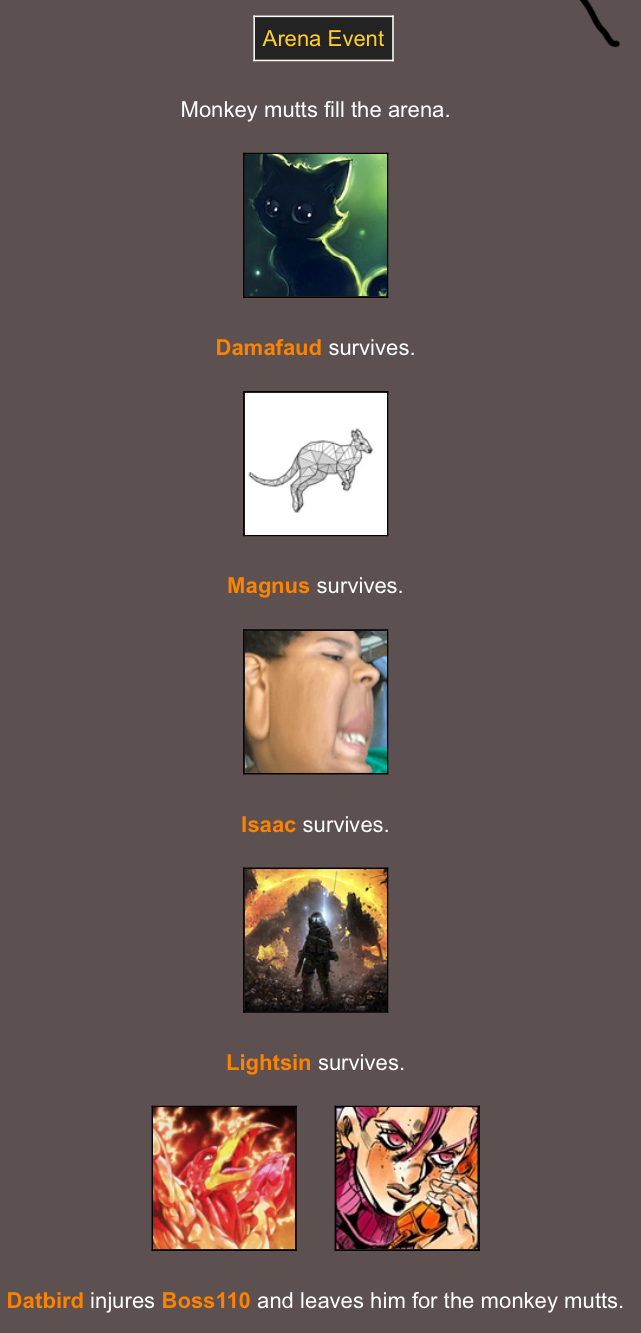 Arena Event
Monkey mutts fill the arena.
Damafaud survives.
Magnus survives.
Isaac survives.
Lightsin survives.
Datbird injures Boss110 and leaves him for the monkey mutts.